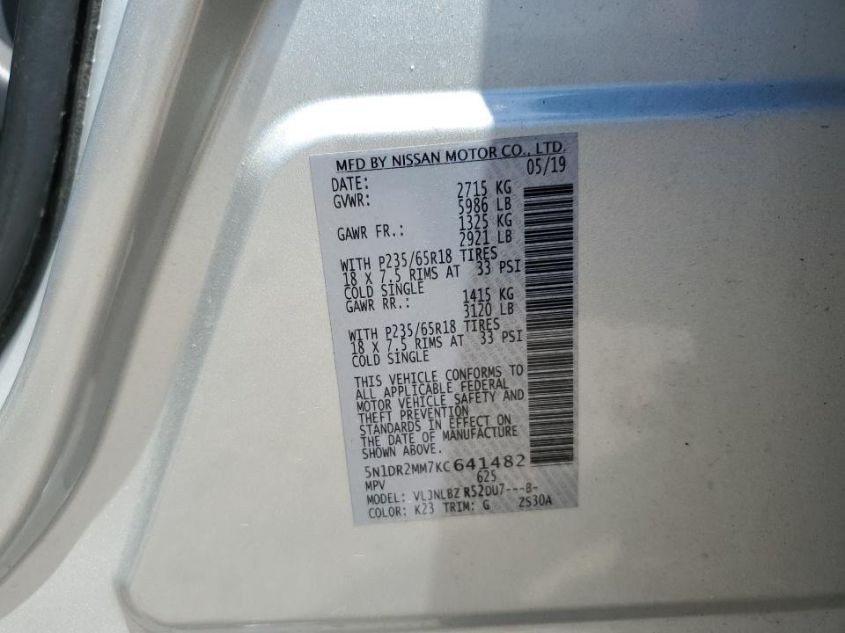 MFD BY NISSAN MOTOR CO., LTD.
DATE: 05/19
GVWR: 2715 KG
5986 LB
GAWR FR.: 1325 KG
2921 LB
WITH P235/65R18 TIRES
18 X 7.5 RIMS AT 33 PSI
COLD SINGLE
GAWR RR.: 1415 KG
3120 LB
WITH P235/65R18 TIRES
18 X 7.5 RIMS AT 33 PSI
COLD SINGLE
THIS VEHICLE CONFORMS TO
ALL APPLICABLE FEDERAL
MOTOR VEHICLE SAFETY AND
THEFT PREVENTION
STANDARDS IN EFFECT ON
THE DATE OF MANUFACTURE
SHOWN ABOVE.
5N1DR2MM7KC641482
MPV 625
MODEL: VLJNLBZ R52DU7---B-
COLOR: K23 TRIM: G ZS30A